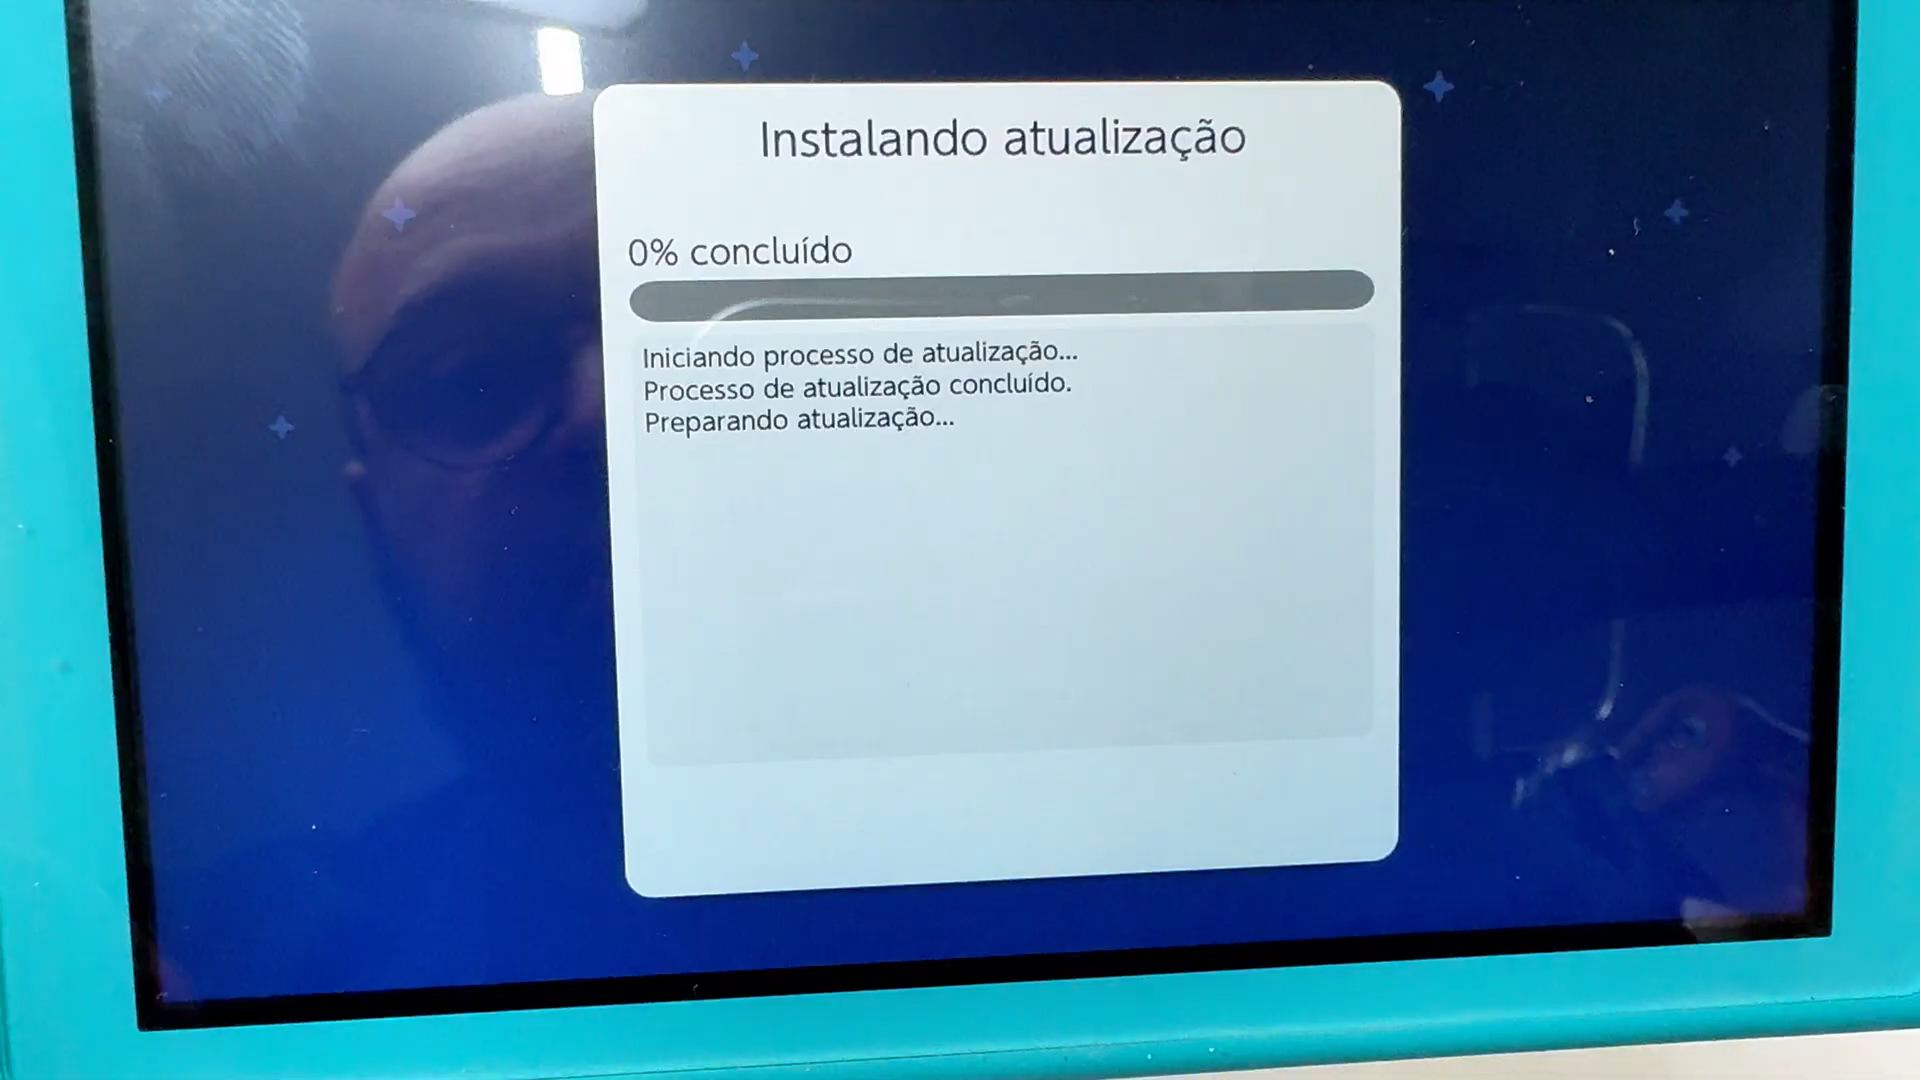 Instalando atualização
0% concluído
Iniciando processo de atualização...
Processo de atualização concluído.
Preparando atualização...